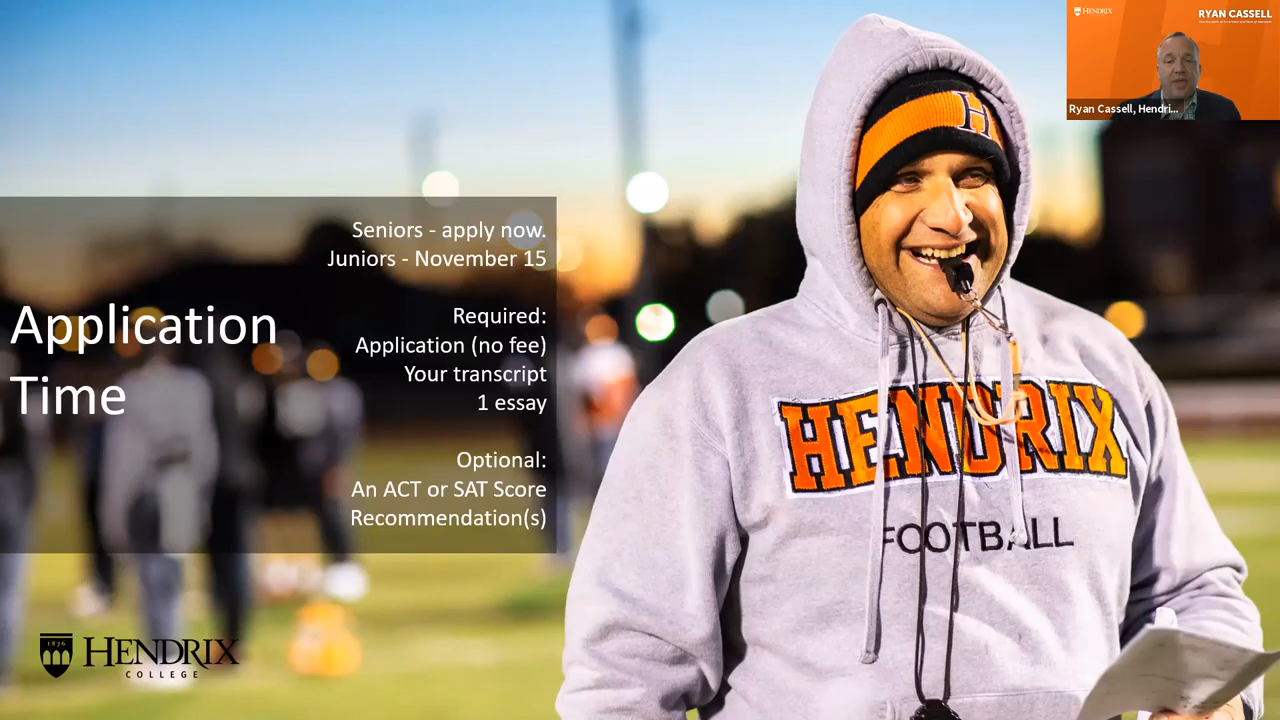 Application
Time
Seniors - apply now.
Juniors - November 15
Required:
Application (no fee)
Your transcript
1 essay
Optional:
An ACT or SAT Score
Recommendation(s)
1876
HENDRIX
COLLEGE
H
HENDRIX
FOOTBALL
HENDRIX
RYAN CASSELL
Ryan Cassell, Hendri...